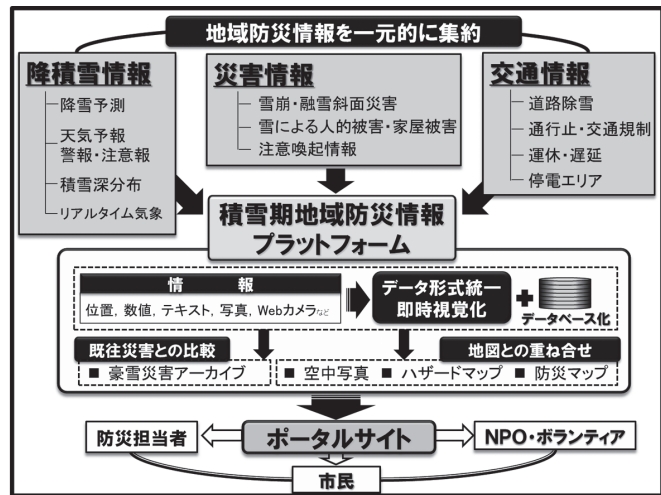 地域防災情報を一元的に集約
降積雪情報
降雪予測
天気予報
警報・注意報
積雪深分布
リアルタイム気象
災害情報
雪崩・融雪斜面災害
雪による人的被害・家屋被害
注意喚起情報
交通情報
道路除雪
通行止・交通規制
運休・遅延
停電エリア
積雪期地域防災情報
プラットフォーム
情 報
位置, 数値, テキスト, 写真, Webカメラなど
データ形式統一
即時視覚化
+
データベース化
既往災害との比較
■ 豪雪災害アーカイブ
地図との重ね合せ
■ 空中写真 ■ ハザードマップ ■ 防災マップ
ポータルサイト
防災担当者
NPO・ボランティア
市民